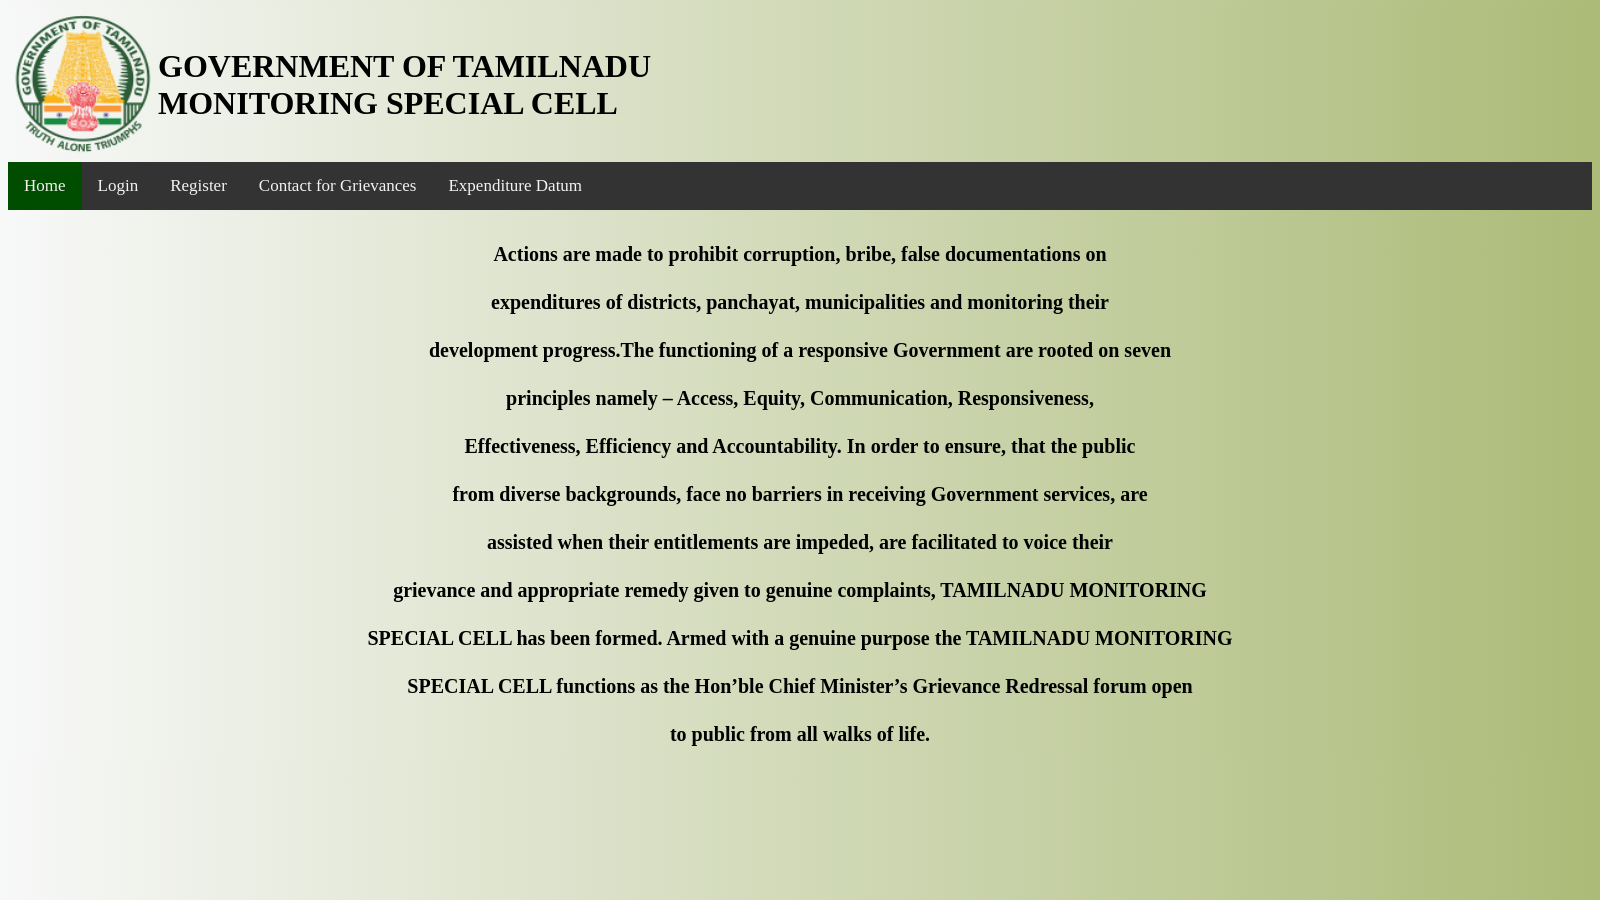 GOVERNMENT OF TAMILNADU
TRUTH ALONE TRIUMPHS
GOVERNMENT OF TAMILNADU
MONITORING SPECIAL CELL
Home Login Register Contact for Grievances Expenditure Datum
Actions are made to prohibit corruption, bribe, false documentations on
expenditures of districts, panchayat, municipalities and monitoring their
development progress.The functioning of a responsive Government are rooted on seven
principles namely – Access, Equity, Communication, Responsiveness,
Effectiveness, Efficiency and Accountability. In order to ensure, that the public
from diverse backgrounds, face no barriers in receiving Government services, are
assisted when their entitlements are impeded, are facilitated to voice their
grievance and appropriate remedy given to genuine complaints, TAMILNADU MONITORING
SPECIAL CELL has been formed. Armed with a genuine purpose the TAMILNADU MONITORING
SPECIAL CELL functions as the Hon’ble Chief Minister’s Grievance Redressal forum open
to public from all walks of life.